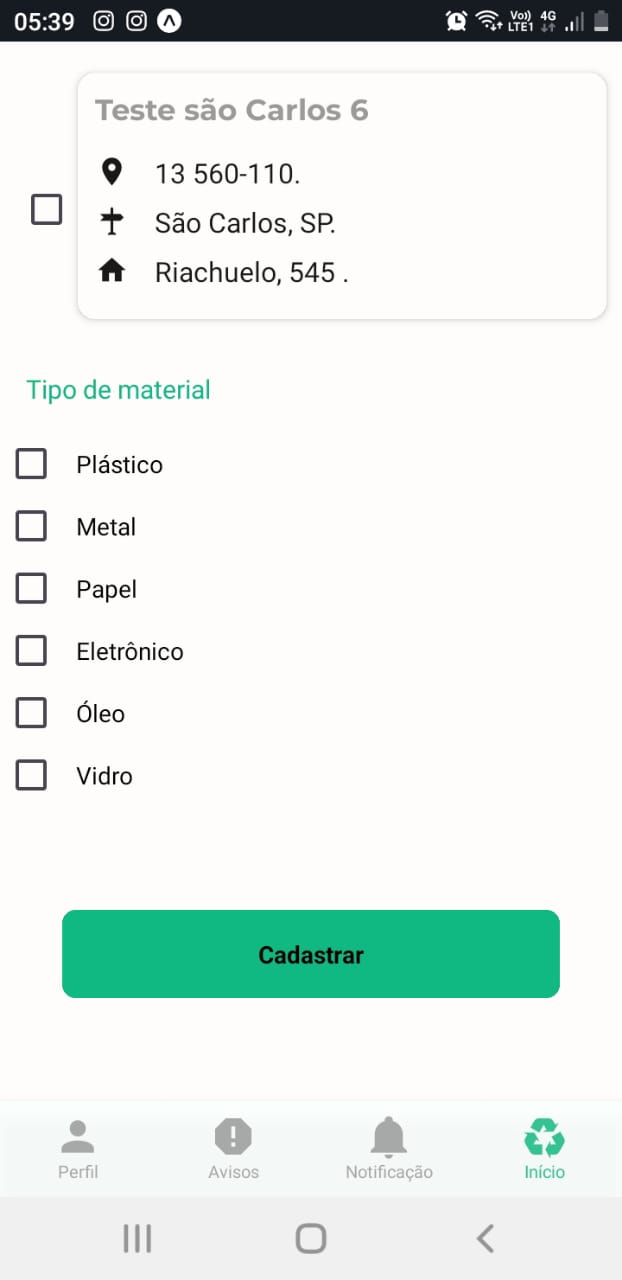 05:39
Vo)) 4G
LTE1
Teste são Carlos 6
13 560-110.
São Carlos, SP.
Riachuelo, 545 .
Tipo de material
Plástico
Metal
Papel
Eletrônico
Óleo
Vidro
Cadastrar
Perfil
Avisos
Notificação
Início